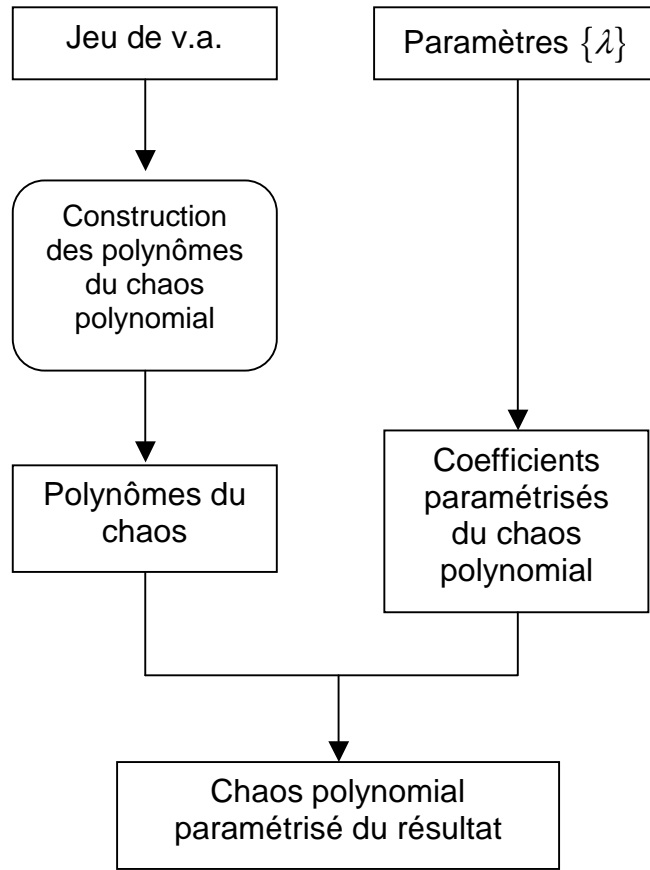 Jeu de v.a.
Paramètres {λ}
Construction
des polynômes
du chaos
polynomial
Polynômes du
chaos
Coefficients
paramétrisés
du chaos
polynomial
Chaos polynomial
paramétrisé du résultat